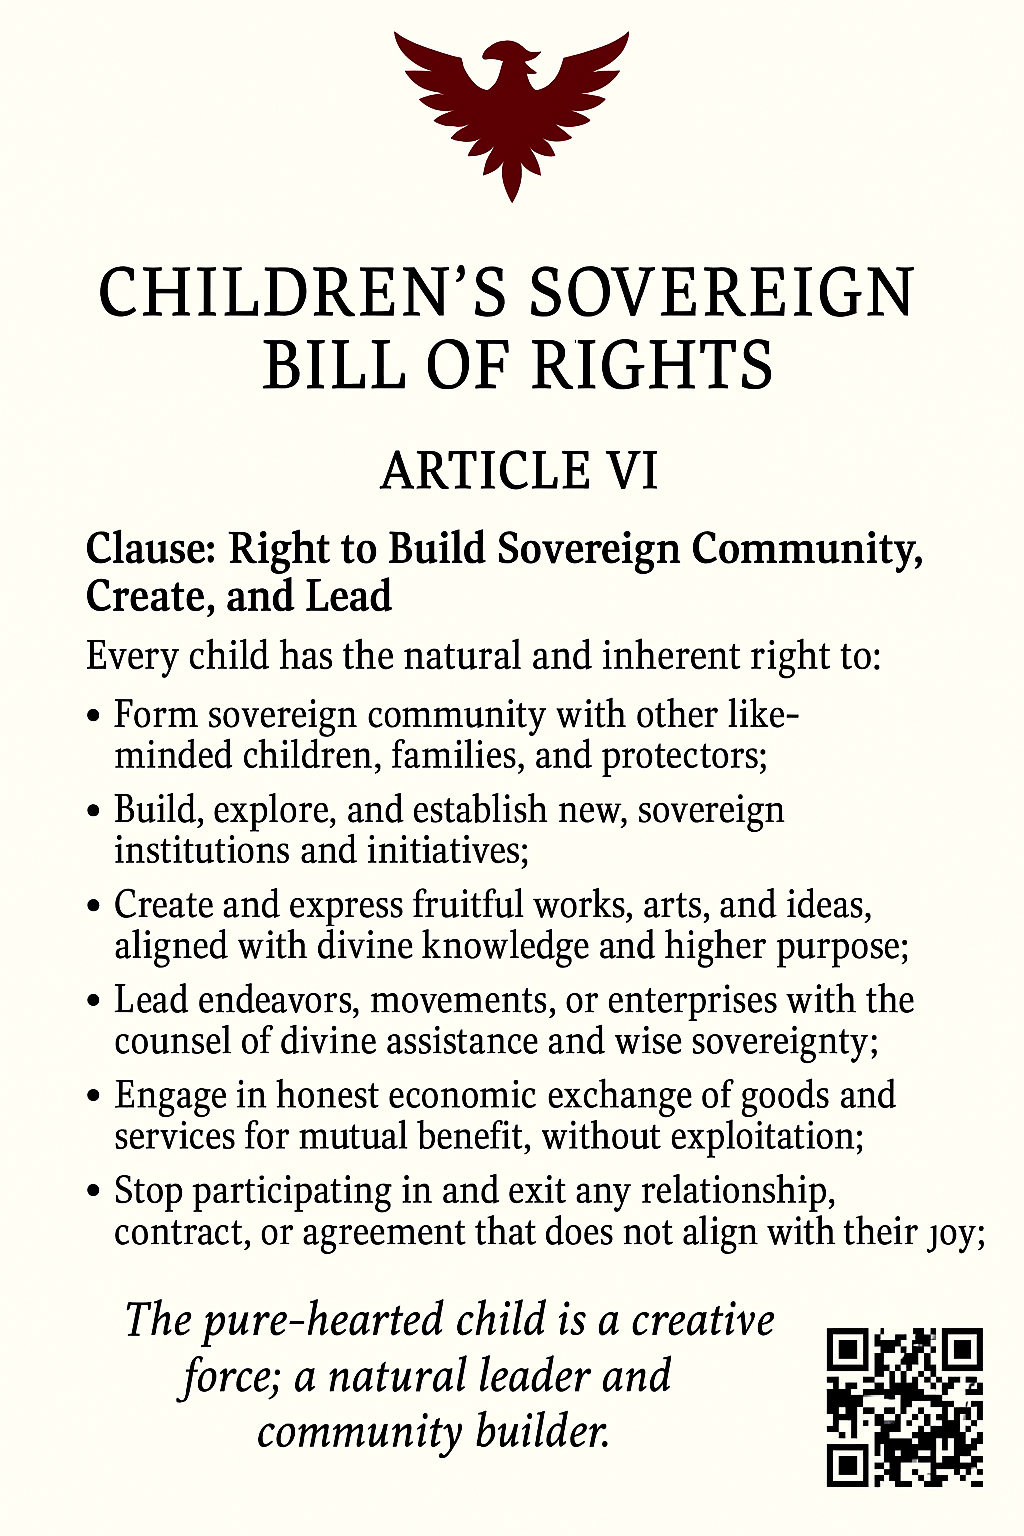 CHILDREN’S SOVEREIGN
BILL OF RIGHTS
ARTICLE VI
Clause: Right to Build Sovereign Community,
Create, and Lead
Every child has the natural and inherent right to:
• Form sovereign community with other like-
minded children, families, and protectors;
• Build, explore, and establish new, sovereign
institutions and initiatives;
• Create and express fruitful works, arts, and ideas,
aligned with divine knowledge and higher purpose;
• Lead endeavors, movements, or enterprises with the
counsel of divine assistance and wise sovereignty;
• Engage in honest economic exchange of goods and
services for mutual benefit, without exploitation;
• Stop participating in and exit any relationship,
contract, or agreement that does not align with their joy;
The pure-hearted child is a creative
force; a natural leader and
community builder.